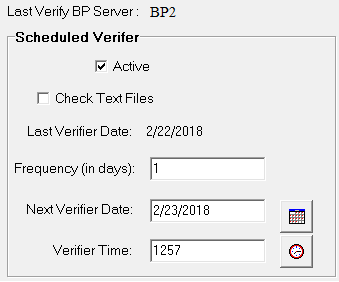 Last Verify BP Server : BP2
Scheduled Verifer
Active
Check Text Files
Last Verifier Date: 2/22/2018
Frequency (in days): 1
Next Verifier Date: 2/23/2018
Verifier Time: 1257